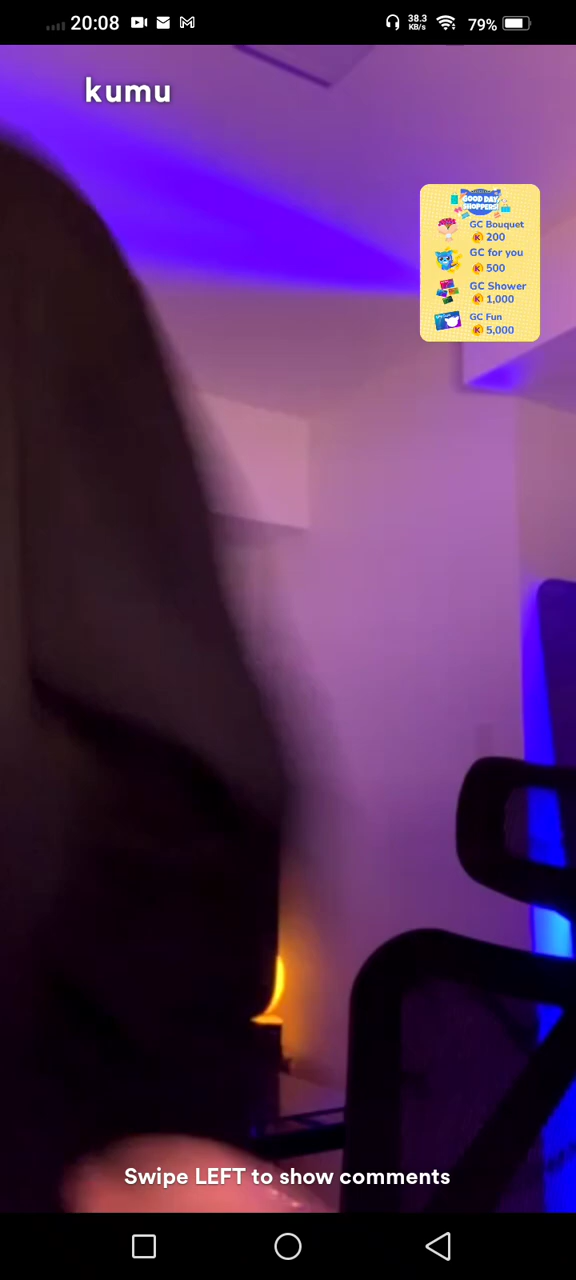 20:08
38.3
KB/s
79%
kumu
GOOD DAY
SHOPPERS!
GC Bouquet
200
GC for you
500
GC Shower
1,000
GC Fun
5,000
Swipe LEFT to show comments